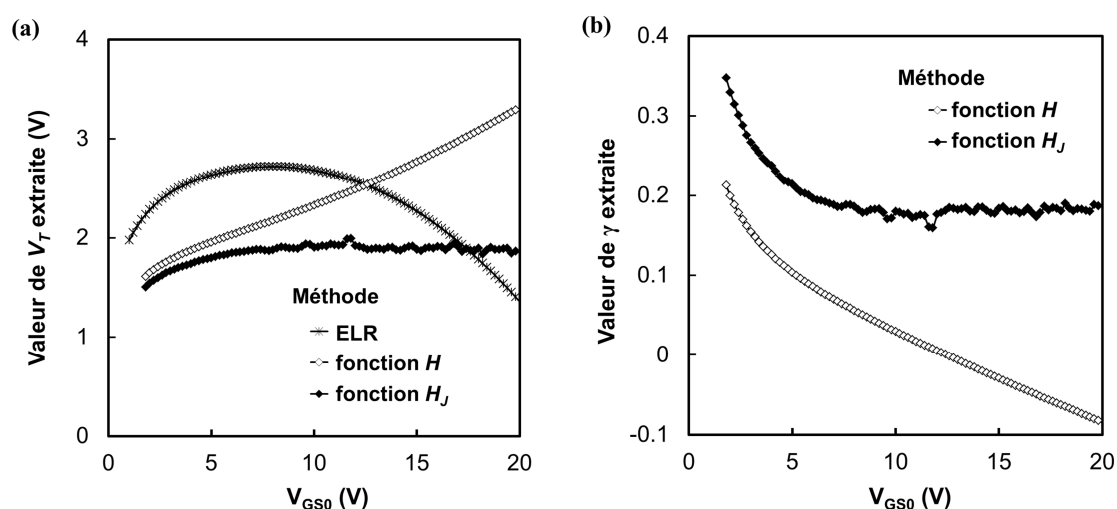 (a)
Valeur de V_T extraite (V)
4
3
2
1
0
Méthode
ELR
fonction H
fonction H_J
0 5 10 15 20
V_GS0 (V)
(b)
Valeur de γ extraite
0.4
0.3
0.2
0.1
0
-0.1
Méthode
fonction H
fonction H_J
0 5 10 15 20
V_GS0 (V)